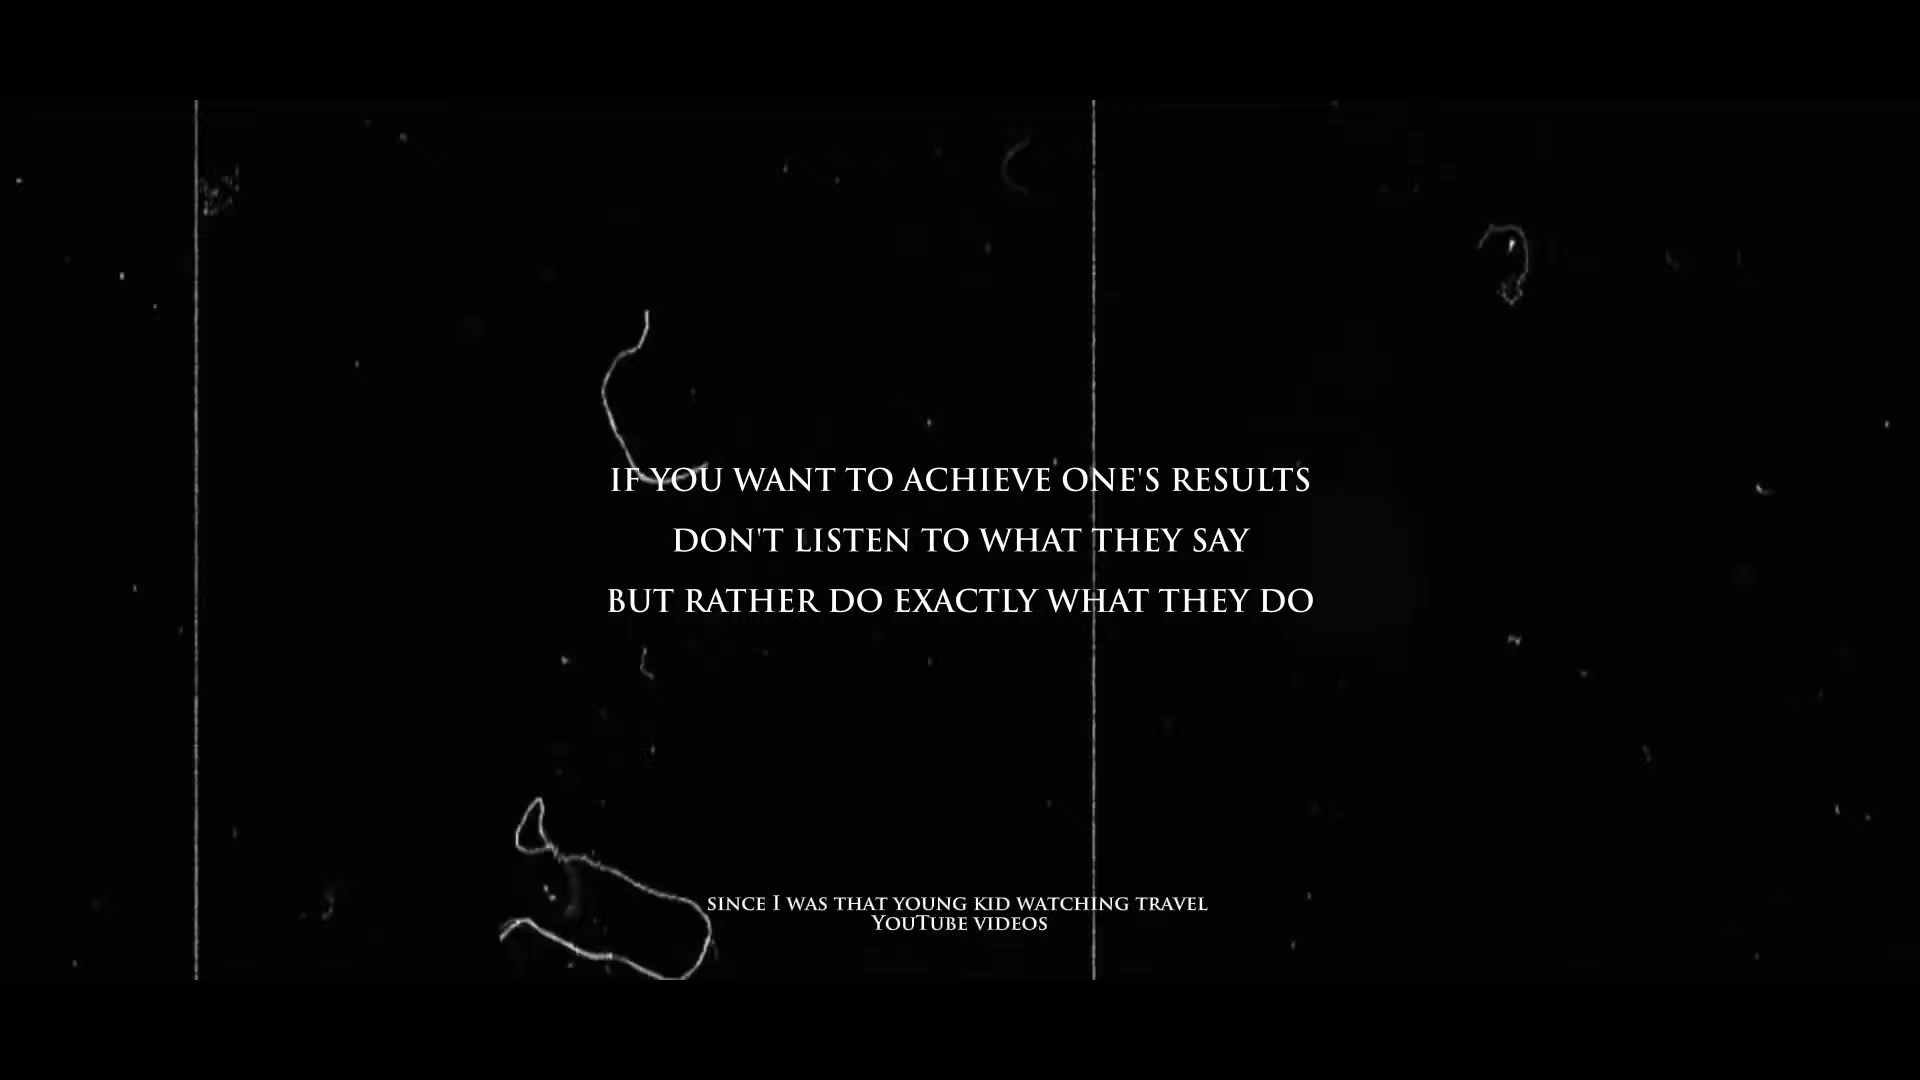 IF YOU WANT TO ACHIEVE ONE'S RESULTS
DON'T LISTEN TO WHAT THEY SAY
BUT RATHER DO EXACTLY WHAT THEY DO
SINCE I WAS THAT YOUNG KID WATCHING TRAVEL
YOUTUBE VIDEOS